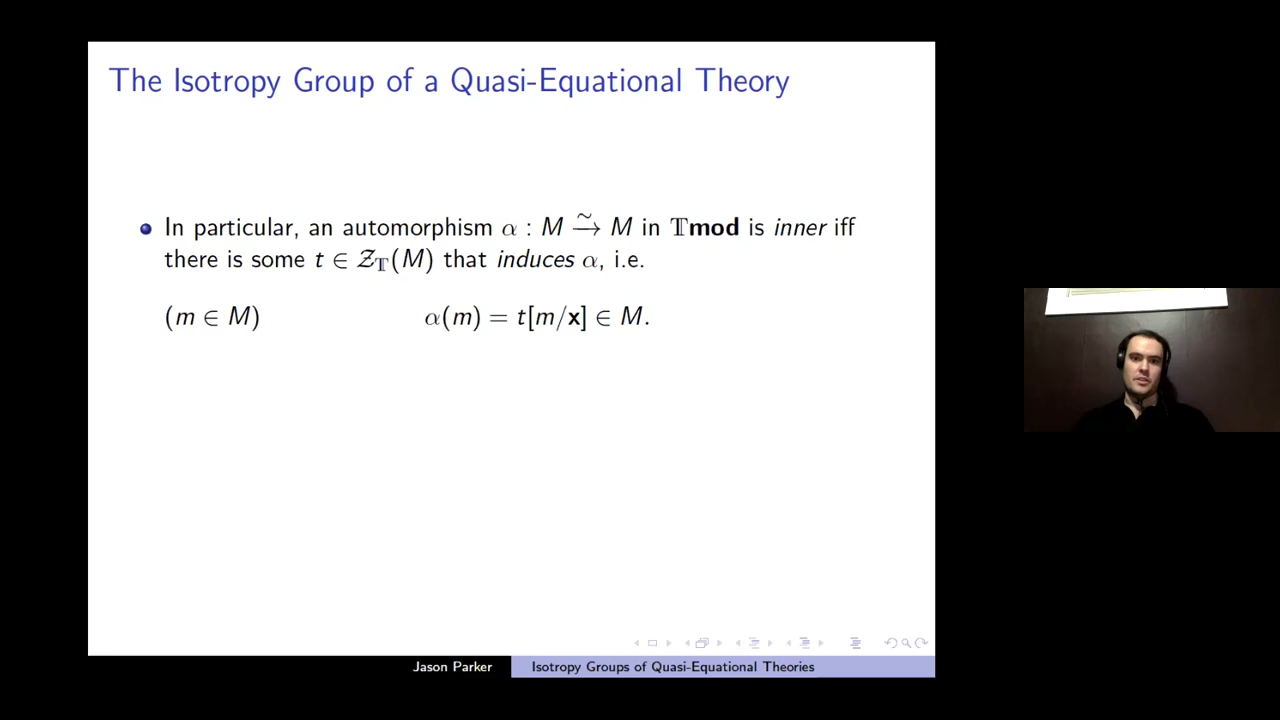 The Isotropy Group of a Quasi-Equational Theory
In particular, an automorphism α : M ⥲ M in 𝕋mod is inner iff
there is some t ∈ 𝒵_𝕋(M) that induces α, i.e.
(m ∈ M) α(m) = t[m/x] ∈ M.
Jason Parker Isotropy Groups of Quasi-Equational Theories